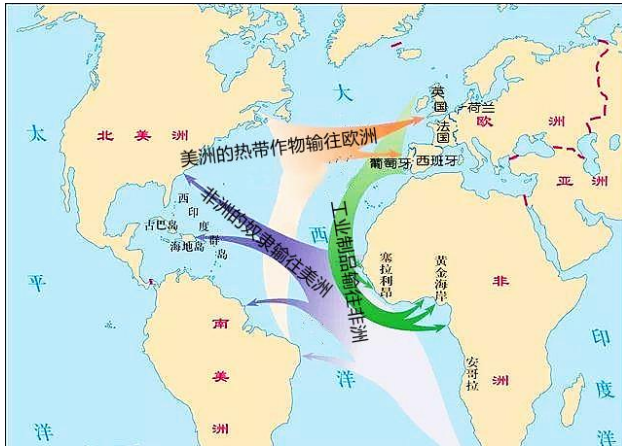 大
西
洋
太
平
洋
印
度
洋
北美洲
南
美
洲
欧洲
亚洲
非
洲
英国
荷兰
法国
葡萄牙
西班牙
美洲的热带作物输往欧洲
非洲的奴隶输往美洲
工业制品输往非洲
西印度群岛
古巴岛
海地岛
塞拉利昂
黄金海岸
安哥拉